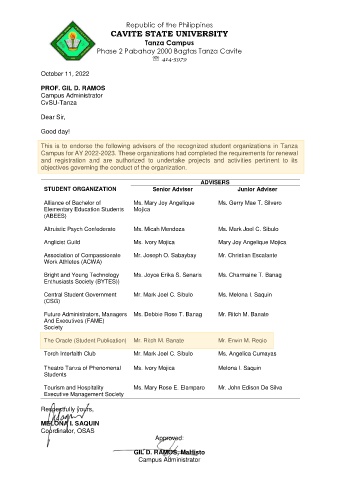 Republic of the Philippines
CAVITE STATE UNIVERSITY
Tanza Campus
Phase 2 Pabahay 2000 Bagtas Tanza Cavite
☎ 414-3979
October 11, 2022
PROF. GIL D. RAMOS
Campus Administrator
CvSU-Tanza
Dear Sir,
Good day!
This is to endorse the following advisers of the recognized student organizations in Tanza
Campus for AY 2022-2023. These organizations had completed the requirements for renewal
and registration and are authorized to undertake projects and activities pertinent to its
objectives governing the conduct of the organization.
ADVISERS
STUDENT ORGANIZATION Senior Adviser Junior Adviser
Alliance of Bachelor of Elementary Education Students (ABEES) Ms. Mary Joy Angelique Mojica Ms. Gerry Mae T. Silvero
Altruistic Psych Confederate Ms. Micah Mendoza Ms. Mark Joel C. Sibulo
Anglicist Guild Ms. Ivory Mojica Mary Joy Angelique Mojica
Association of Compassionate Work Athletes (ACWA) Mr. Joseph O. Sabaybay Mr. Christian Escalante
Bright and Young Technology Enthusiasts Society (BYTES)) Ms. Joyce Erika S. Senaris Ms. Charmaine T. Banag
Central Student Government (CSG) Mr. Mark Joel C. Sibulo Ms. Melona I. Saquin
Future Administrators, Managers And Executives (FAME) Society Ms. Debbie Rose T. Banag Mr. Ritch M. Banate
The Oracle (Student Publication) Mr. Ritch M. Banate Mr. Erwin M. Recio
Torch Interfaith Club Mr. Mark Joel C. Sibulo Ms. Angelica Cumayas
Theatro Tanza of Phenomenal Students Ms. Ivory Mojica Melona I. Saquin
Tourism and Hospitality Executive Management Society Ms. Mary Rose E. Elamparo Mr. John Edison De Silva
Respectfully yours,
MELONA I. SAQUIN
Coordinator, OSAS
Approved:
GIL D. RAMOS,
Campus Administrator